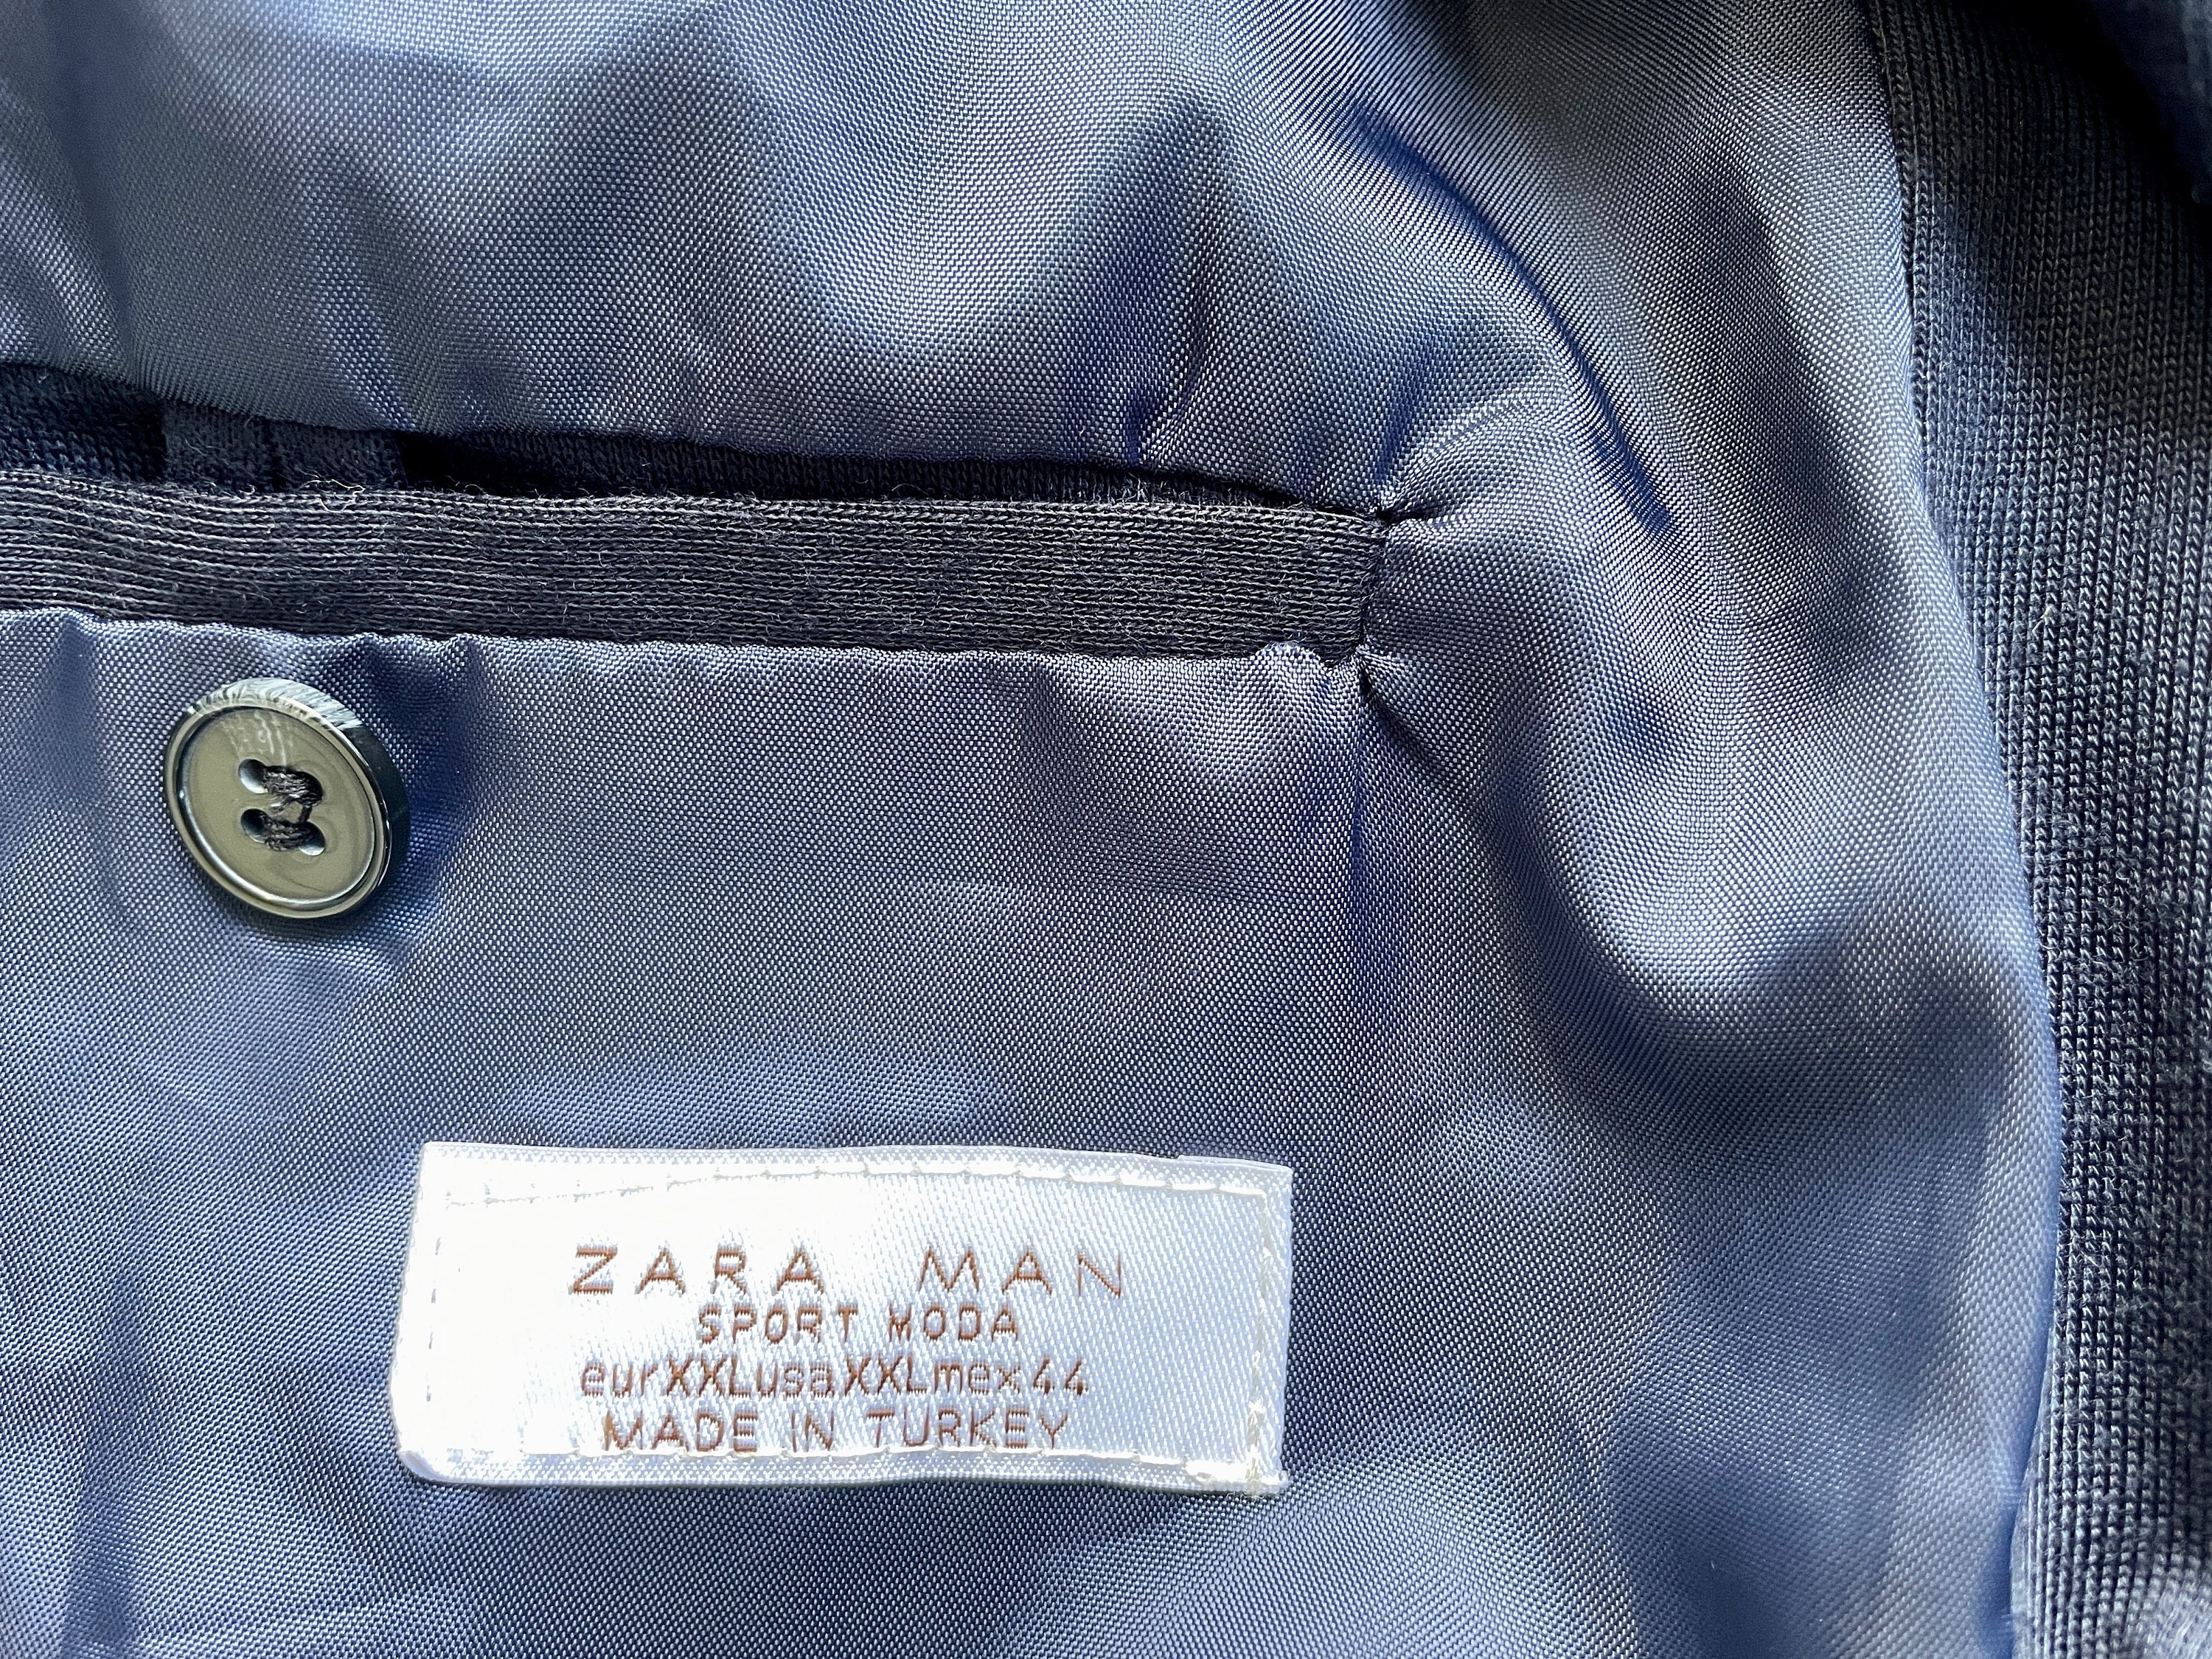 ZARA MAN
SPORT MODA
eurXXLusaXXLmex44
MADE IN TURKEY